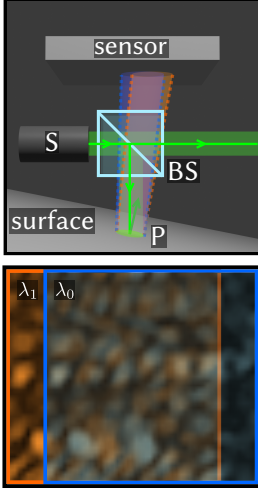 sensor
S
BS
surface
P
λ₁ λ₀